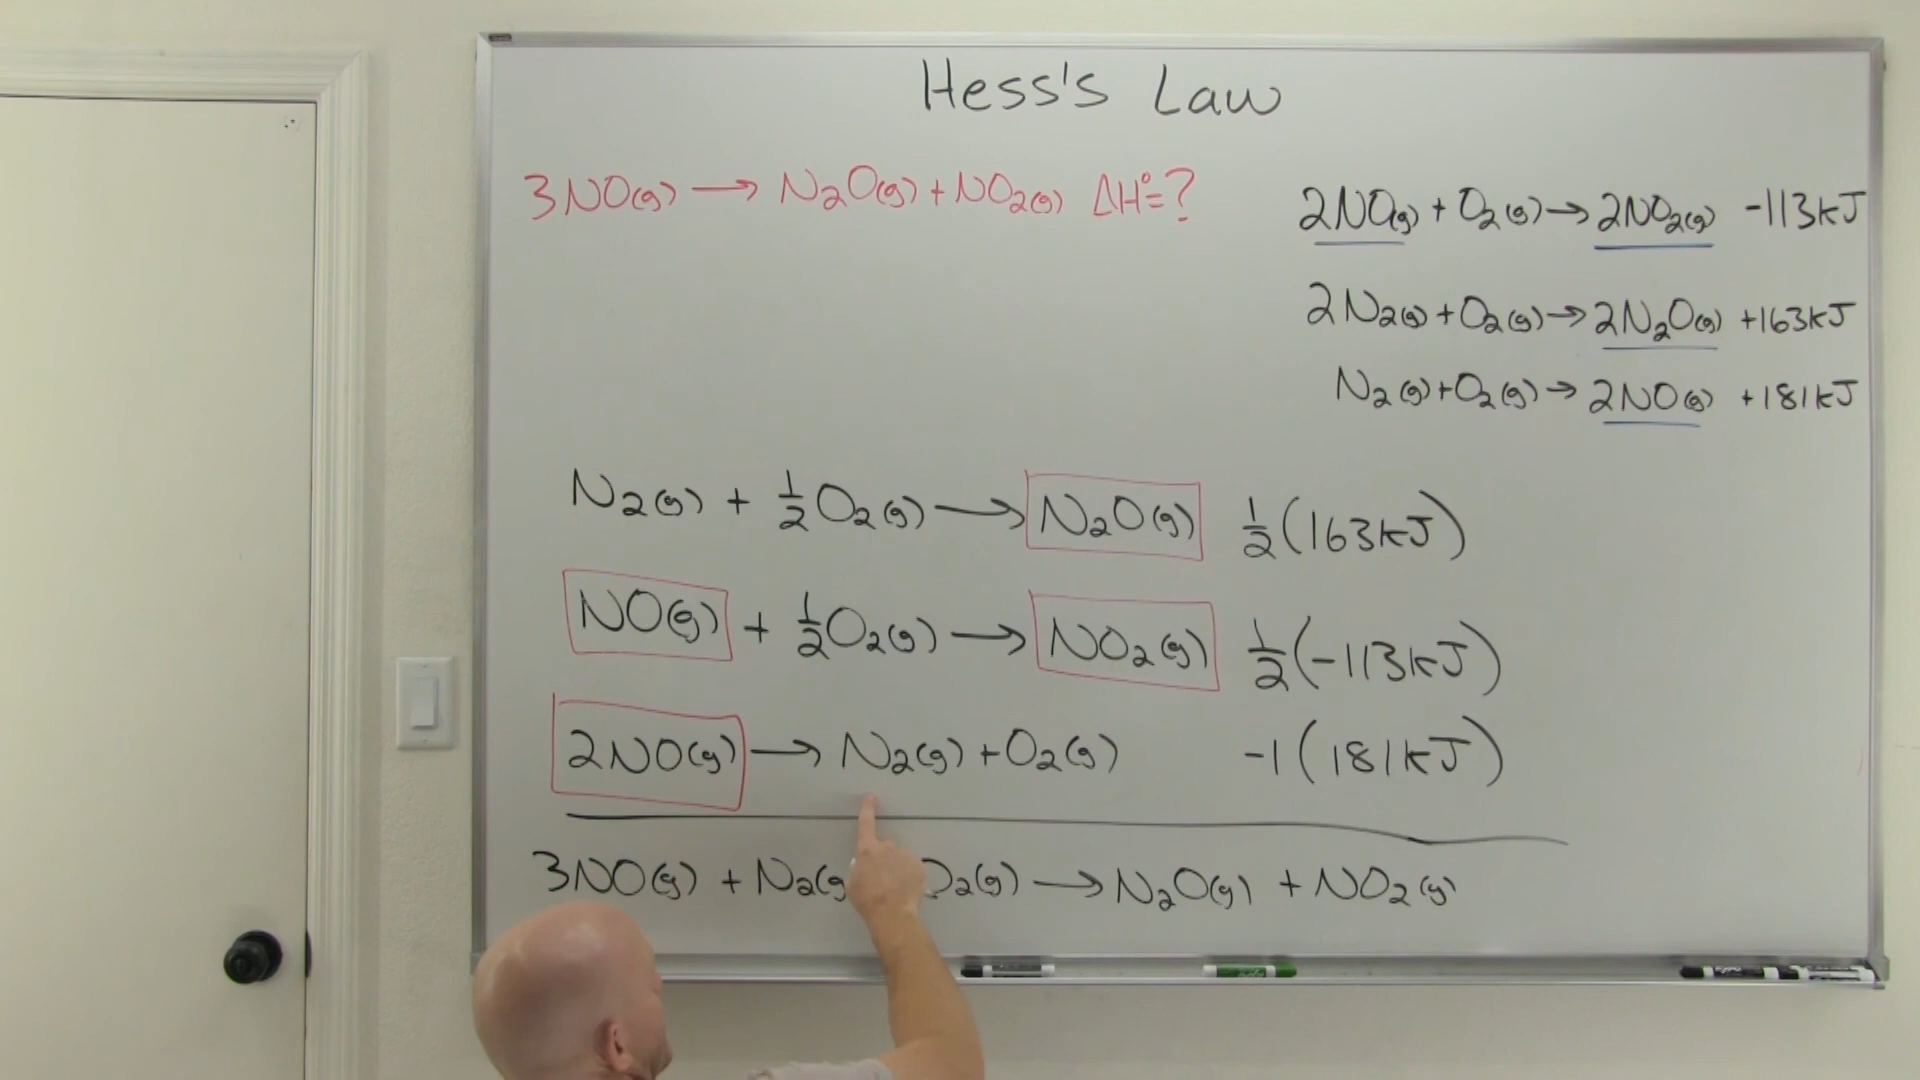 Hess's Law
3NO(g) → N₂O(g) + NO₂(g) ΔH°=?
2NO(g) + O₂(g) → 2NO₂(g) -113kJ
2N₂(g) + O₂(g) → 2N₂O(g) +163kJ
N₂(g) + O₂(g) → 2NO(g) +181kJ
N₂(g) + ½O₂(g) → N₂O(g) ½(163kJ)
NO(g) + ½O₂(g) → NO₂(g) ½(-113kJ)
2NO(g) → N₂(g) + O₂(g) -1(181kJ)
3NO(g) + N₂(g O₂(g) → N₂O(g) + NO₂(g)